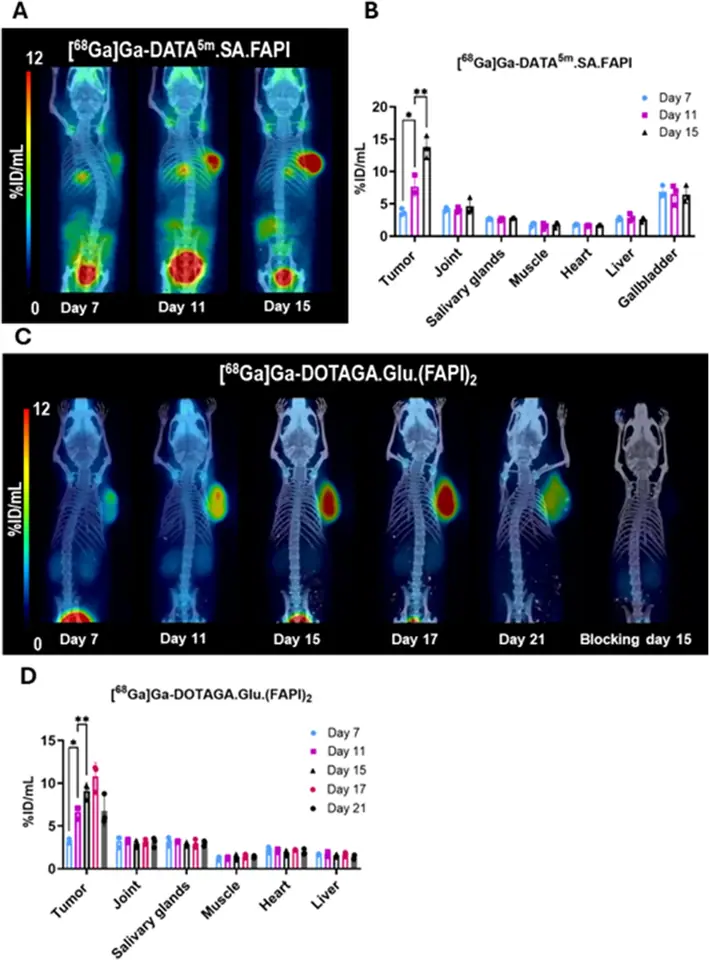 A
[⁶⁸Ga]Ga-DATA⁵ᵐ.SA.FAPI
12
%ID/mL
0
Day 7
Day 11
Day 15
B
[⁶⁸Ga]Ga-DATA⁵ᵐ.SA.FAPI
%ID/mL
20
15
10
5
0
*
**
Day 7
Day 11
Day 15
Tumor
Joint
Salivary glands
Muscle
Heart
Liver
Gallbladder
C
[⁶⁸Ga]Ga-DOTAGA.Glu.(FAPI)₂
12
%ID/mL
0
Day 7
Day 11
Day 15
Day 17
Day 21
Blocking day 15
D
[⁶⁸Ga]Ga-DOTAGA.Glu.(FAPI)₂
%ID/mL
15
10
5
0
*
**
Day 7
Day 11
Day 15
Day 17
Day 21
Tumor
Joint
Salivary glands
Muscle
Heart
Liver